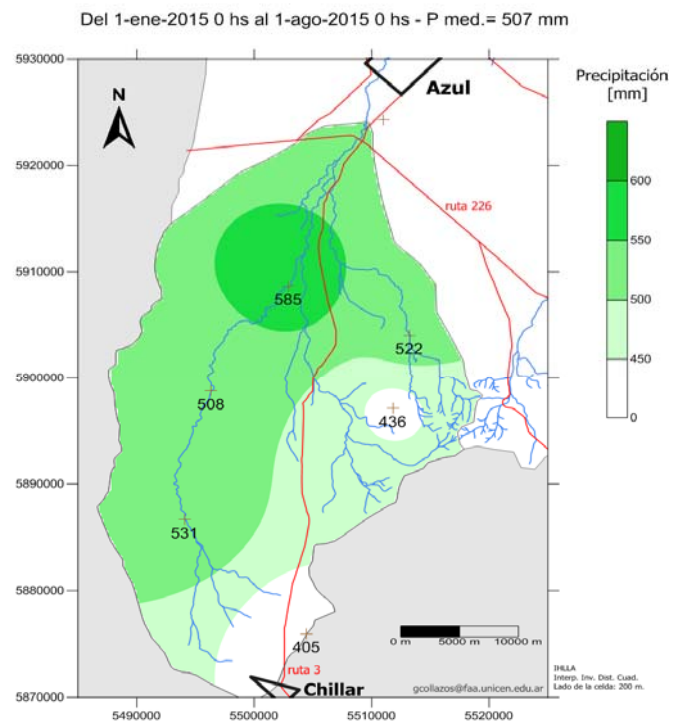 Del 1-ene-2015 0 hs al 1-ago-2015 0 hs - P med.= 507 mm
5930000
5920000
5910000
5900000
5890000
5880000
5870000
5490000
5500000
5510000
5520000
N
Azul
ruta 226
585
522
508
436
531
405
ruta 3
Chillar
0 m
5000 m
10000 m
gcollazos@faa.unicen.edu.ar
IHLLA
Interp. Inv. Dist. Cuad.
Lado de la celda: 200 m.
Precipitación
[mm]
600
550
500
450
0